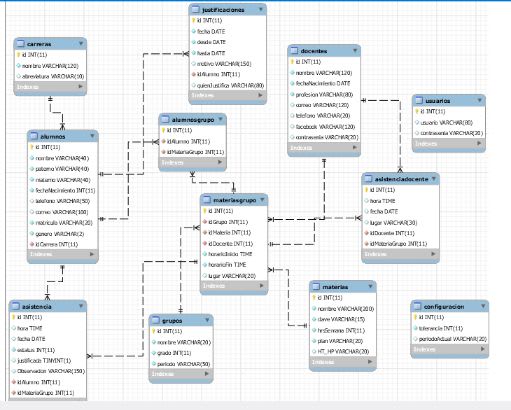 justificaciones
id INT(11)
fecha DATE
desde DATE
hasta DATE
motivo VARCHAR(150)
idAlumno INT(11)
quienJustifica VARCHAR(80)
Indexes
carreras
id INT(11)
nombre VARCHAR(120)
abreviatura VARCHAR(10)
Indexes
docentes
id INT(11)
nombre VARCHAR(120)
fechaNacimiento DATE
profesion VARCHAR(80)
correo VARCHAR(120)
telefono VARCHAR(20)
facebook VARCHAR(120)
contrasenia VARCHAR(20)
Indexes
usuarios
id INT(11)
usuario VARCHAR(80)
contrasenia VARCHAR(20)
Indexes
alumnosgrupo
id INT(11)
idAlumno INT(11)
idMateriaGrupo INT(11)
Indexes
alumnos
id INT(11)
nombre VARCHAR(40)
paterno VARCHAR(40)
materno VARCHAR(40)
fechaNacimiento INT(11)
telefono VARCHAR(50)
correo VARCHAR(100)
matricula VARCHAR(20)
genero VARCHAR(2)
idCarrera INT(11)
Indexes
asistenciadocente
id INT(11)
hora TIME
fecha DATE
lugar VARCHAR(30)
idDocente INT(11)
idMateriaGrupo INT(11)
Indexes
materiasgrupo
id INT(11)
idGrupo INT(11)
idMateria INT(11)
idDocente INT(11)
horarioInicio TIME
horarioFin TIME
lugar VARCHAR(20)
Indexes
asistencia
id INT(11)
hora TIME
fecha DATE
estatus INT(11)
justificada TINYINT(1)
Observacion VARCHAR(150)
idAlumno INT(11)
idMateriaGrupo INT(11)
grupos
id INT(11)
nombre VARCHAR(20)
grado INT(11)
periodo VARCHAR(50)
Indexes
materias
id INT(11)
nombre VARCHAR(200)
clave VARCHAR(15)
hrsSemana INT(11)
plan VARCHAR(20)
HT_HP VARCHAR(20)
Indexes
configuracion
id INT(11)
tolerancia INT(11)
periodoActual VARCHAR(20)
Indexes